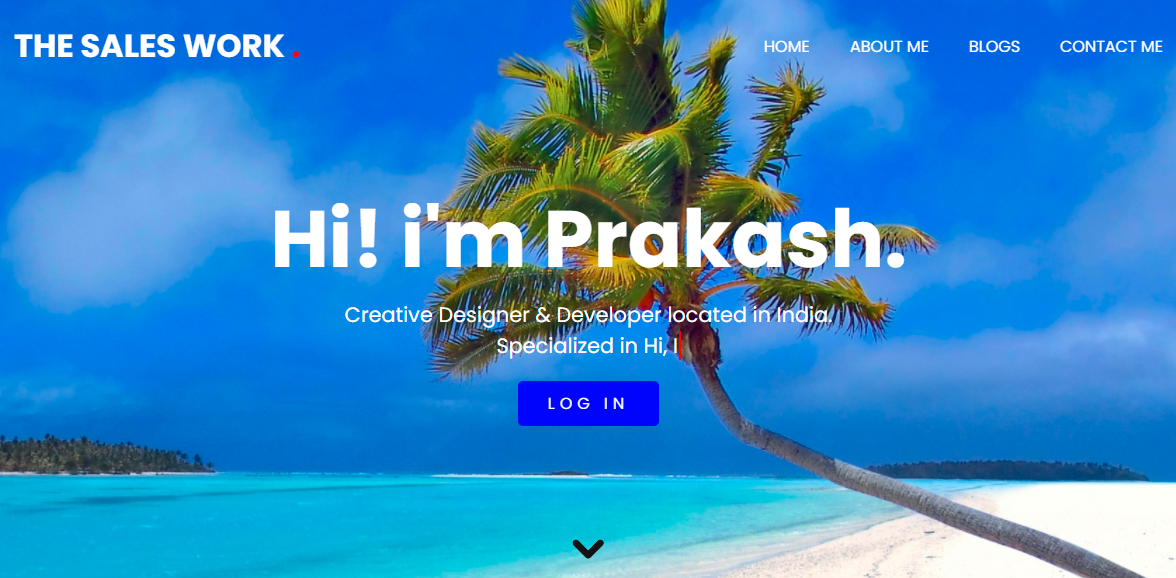 THE SALES WORK .
HOME ABOUT ME BLOGS CONTACT ME
Hi! i'm Prakash.
Creative Designer & Developer located in India.
Specialized in Hi, I
LOG IN